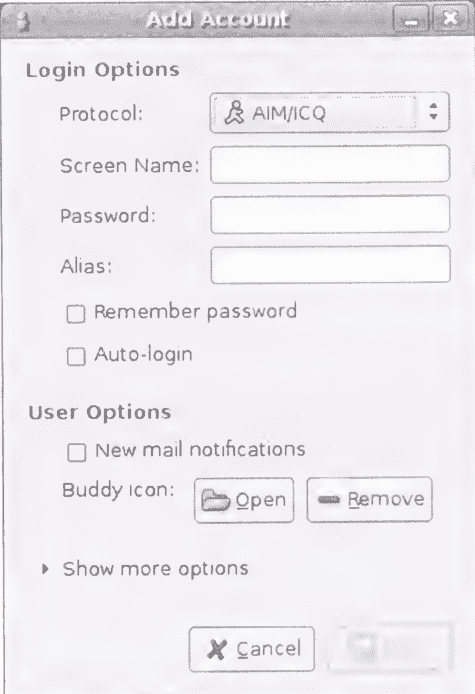 Add Account
Login Options
Protocol: AIM/ICQ
Screen Name:
Password:
Alias:
Remember password
Auto-login
User Options
New mail notifications
Buddy icon: Open Remove
Show more options
Cancel